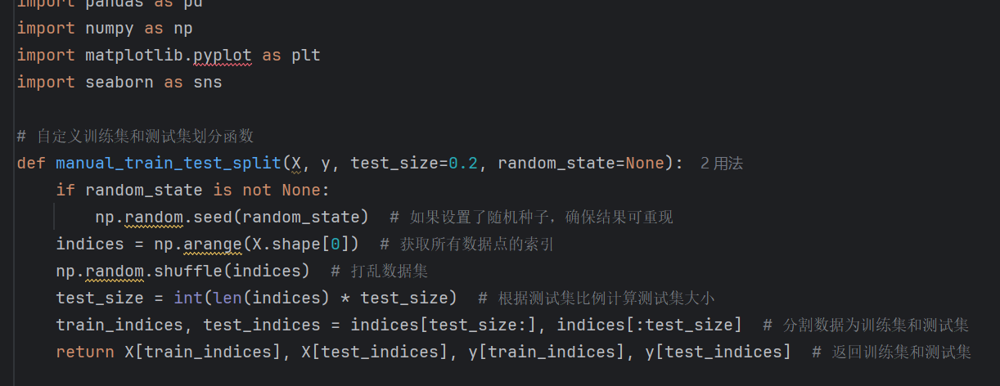 import pandas as pd
import numpy as np
import matplotlib.pyplot as plt
import seaborn as sns
# 自定义训练集和测试集划分函数
def manual_train_test_split(X, y, test_size=0.2, random_state=None): 2 用法
if random_state is not None:
np.random.seed(random_state) # 如果设置了随机种子，确保结果可重现
indices = np.arange(X.shape[0]) # 获取所有数据点的索引
np.random.shuffle(indices) # 打乱数据集
test_size = int(len(indices) * test_size) # 根据测试集比例计算测试集大小
train_indices, test_indices = indices[test_size:], indices[:test_size] # 分割数据为训练集和测试集
return X[train_indices], X[test_indices], y[train_indices], y[test_indices] # 返回训练集和测试集